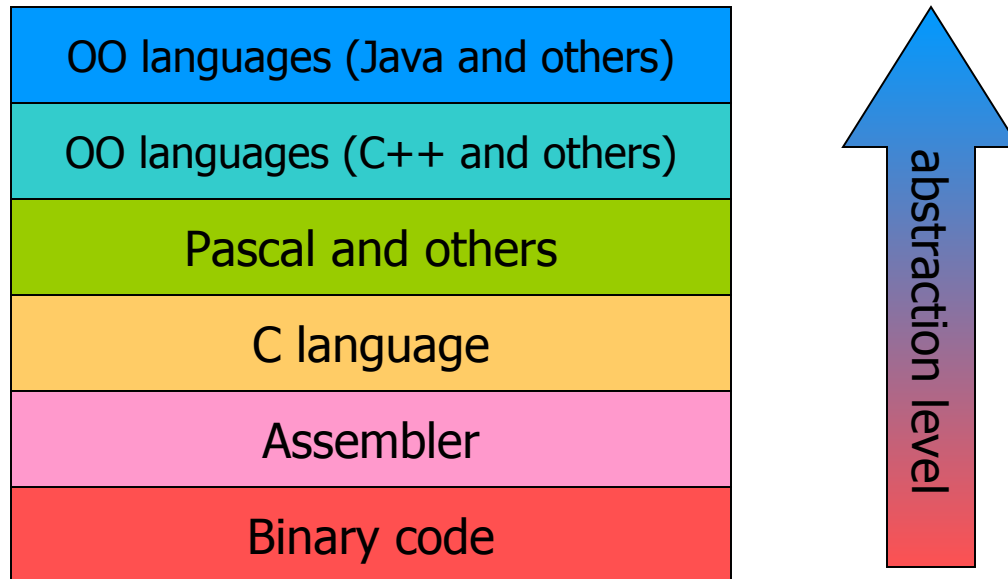 OO languages (Java and others)
OO languages (C++ and others)
Pascal and others
C language
Assembler
Binary code
abstraction level